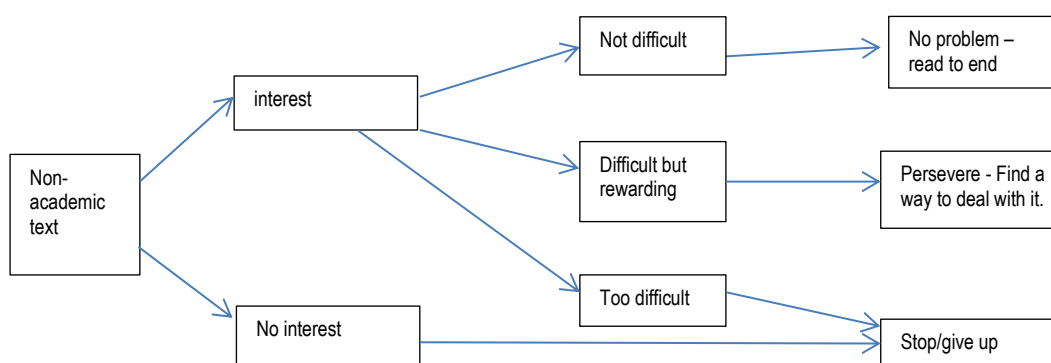 Not difficult
No problem –
read to end
interest
Non-
academic
text
Difficult but
rewarding
Persevere - Find a
way to deal with it.
Too difficult
No interest
Stop/give up